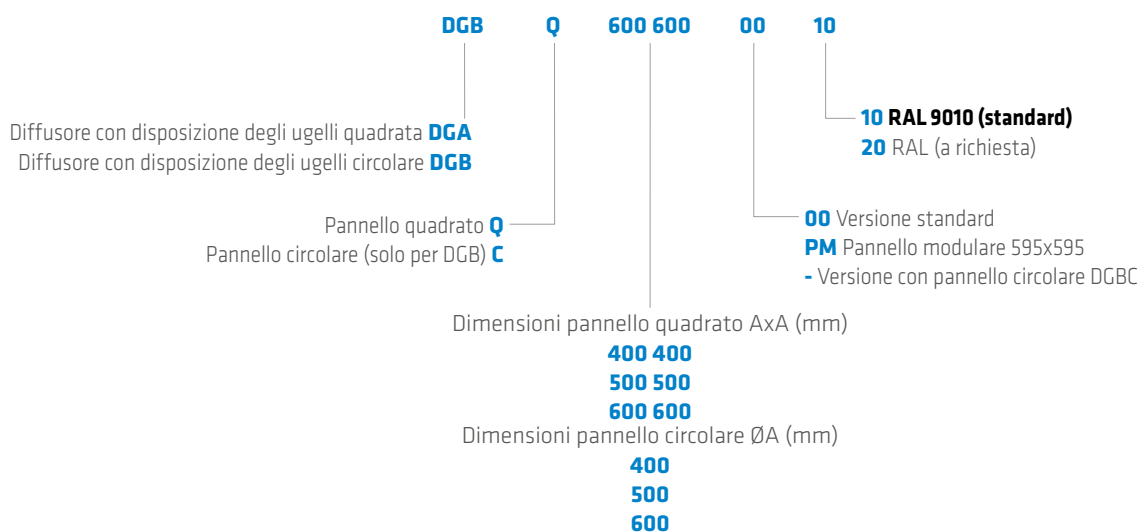 DGB Q 600 600 00 10
10 RAL 9010 (standard)
20 RAL (a richiesta)
Diffusore con disposizione degli ugelli quadrata DGA
Diffusore con disposizione degli ugelli circolare DGB
00 Versione standard
PM Pannello modulare 595x595
- Versione con pannello circolare DGBC
Pannello quadrato Q
Pannello circolare (solo per DGB) C
Dimensioni pannello quadrato AxA (mm)
400 400
500 500
600 600
Dimensioni pannello circolare ØA (mm)
400
500
600